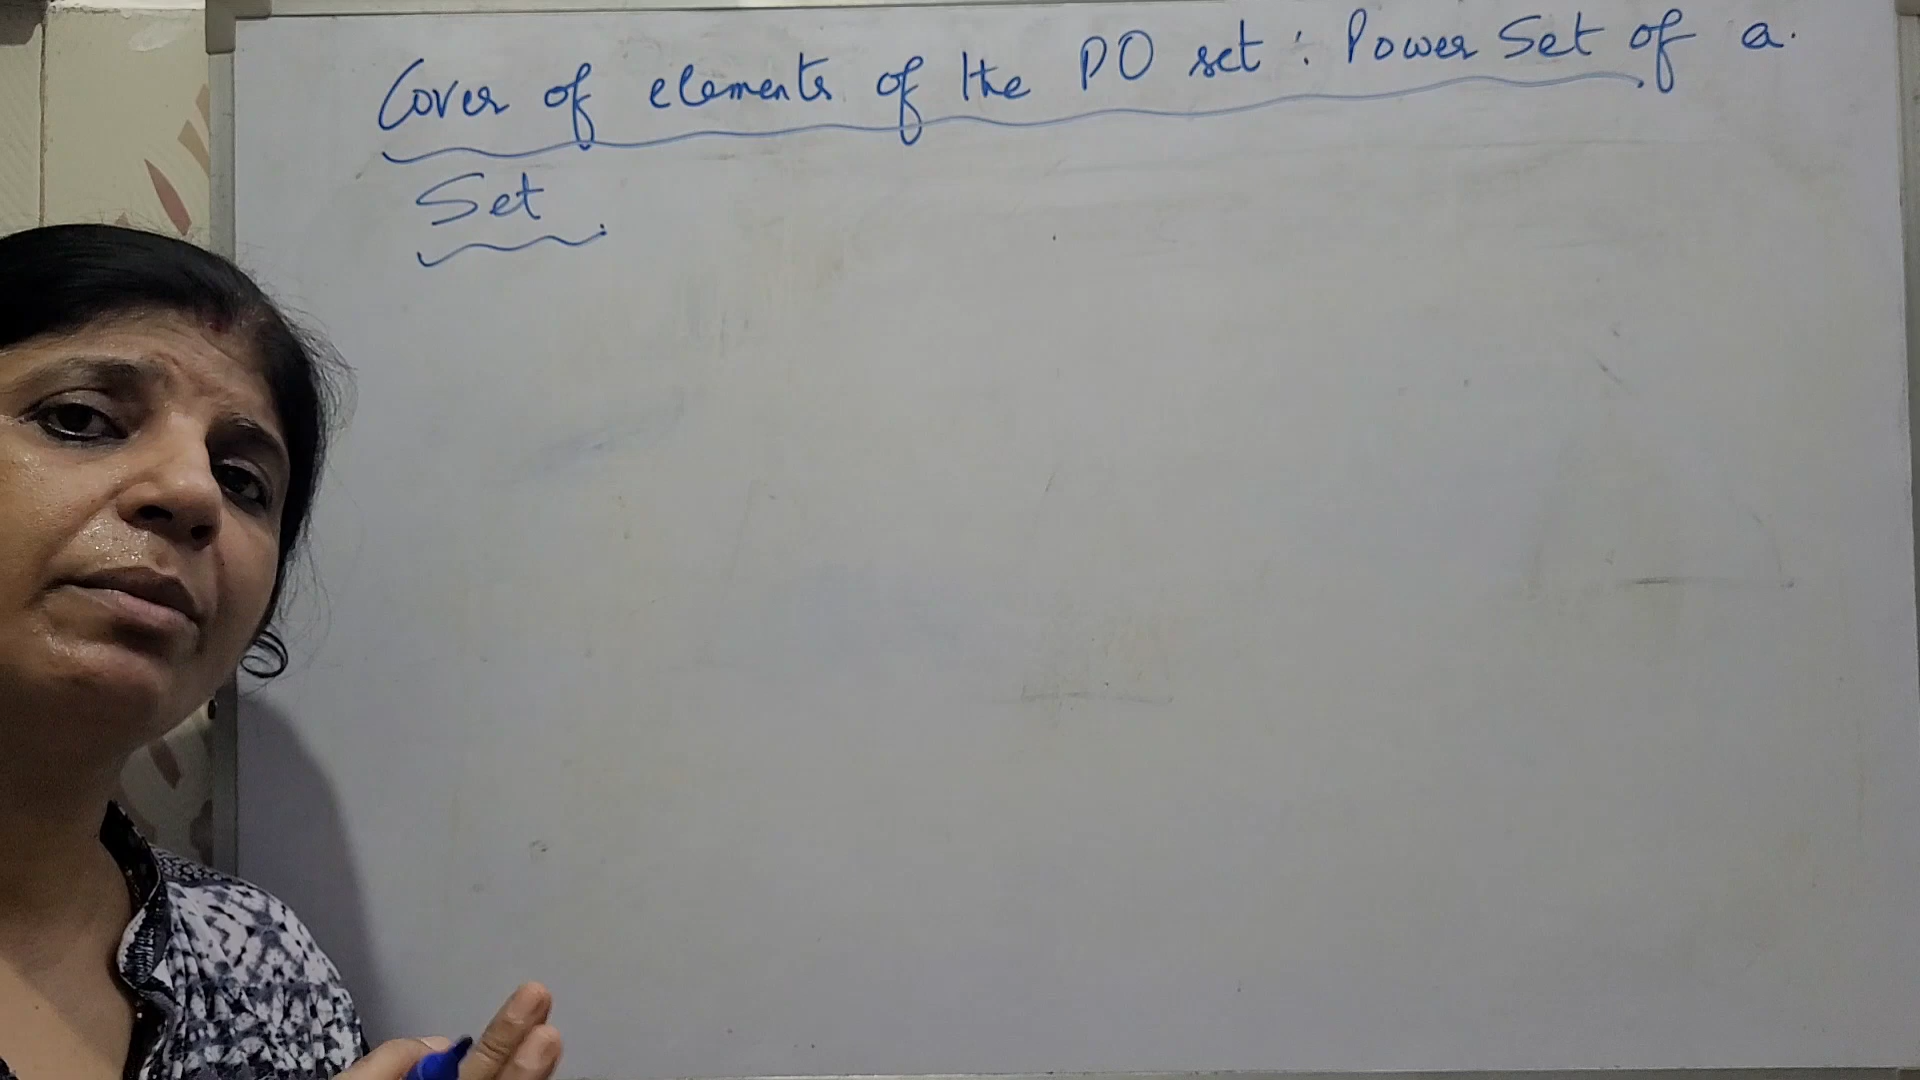 Cover of elements of the PO set : Power Set of a.
Set.